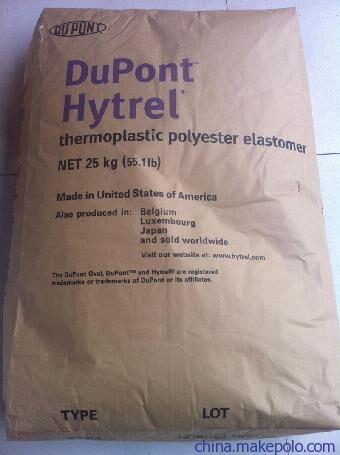 DUPONT
DuPont™
Hytrel®
thermoplastic polyester elastomer
NET 25 kg (55.1lb)
Made in United States of America
Also produced in: Belgium
Luxembourg
Japan
and sold worldwide
Visit our website at: www.hytrel.com
The DuPont Oval, DuPont™ and Hytrel® are registered
trademarks or trademarks of DuPont or its affiliates.
TYPE LOT
china.makepolo.com